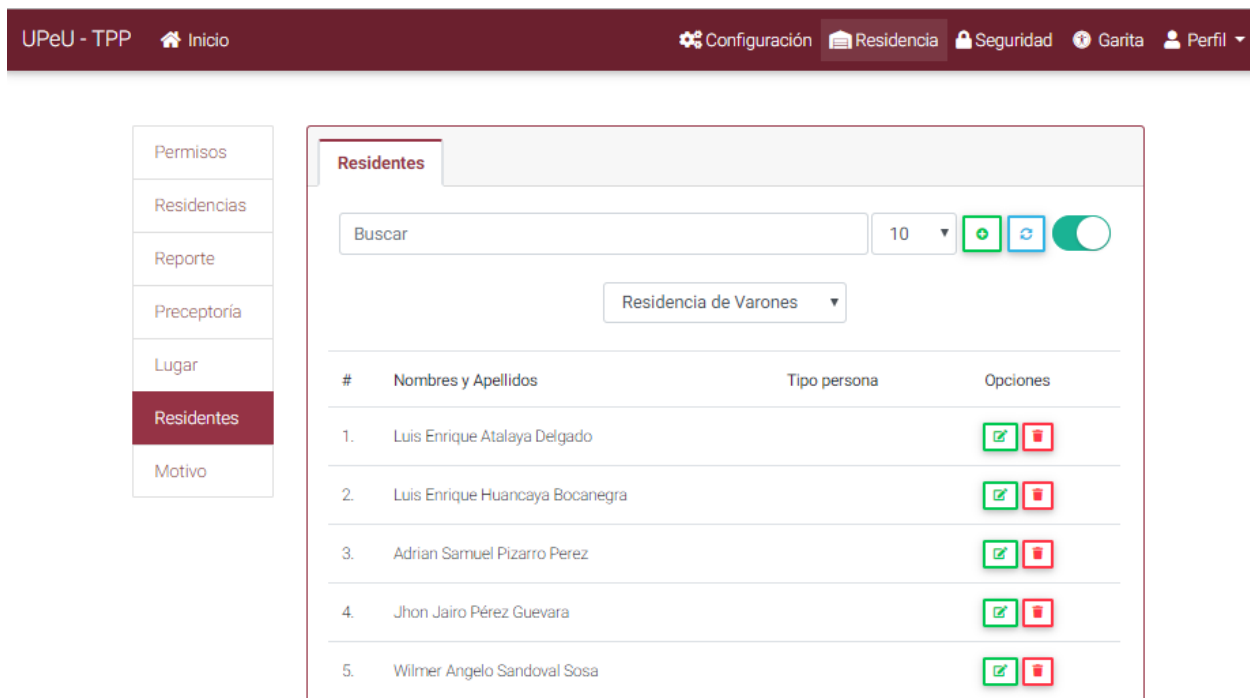 UPeU - TPP Inicio Configuración Residencia Seguridad Garita Perfil
Permisos
Residencias
Reporte
Preceptoría
Lugar
Residentes
Motivo
Residentes
Buscar 10
Residencia de Varones
# Nombres y Apellidos Tipo persona Opciones
1. Luis Enrique Atalaya Delgado
2. Luis Enrique Huancaya Bocanegra
3. Adrian Samuel Pizarro Perez
4. Jhon Jairo Pérez Guevara
5. Wilmer Angelo Sandoval Sosa